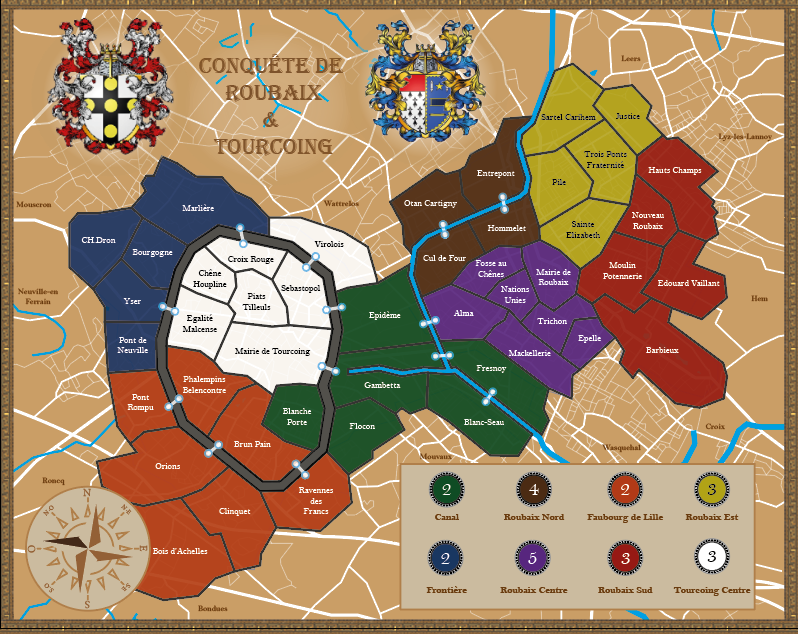 CONQUÊTE DE
ROUBAIX
&
TOURCOING
Leers
Lyz-les-Lannoy
Mouscron
Wattrelos
Neuville-en
Ferrain
Hem
Croix
Wasquehal
Mouvaux
Roncq
Bondues
Sartel Carihem
Justice
Trois Ponts
Fraternité
Pile
Sainte
Elizabeth
Hauts Champs
Nouveau
Roubaix
Moulin
Potennerie
Edouard Vaillant
Barbieux
Entrepont
Otan Cartigny
Hommelet
Cul de Four
Fosse au
Chênes
Mairie de
Roubaix
Nations
Unies
Alma
Trichon
Epelle
Mackellerie
Marlière
CH.Dron
Bourgogne
Yser
Pont de
Neuville
Virolois
Croix Rouge
Chêne
Houpline
Piats
Tilleuls
Sebastopol
Egalité
Malcense
Mairie de Tourcoing
Epidème
Gambetta
Fresnoy
Blanc-Seau
Blanche
Porte
Flocon
Phalempins
Belencontre
Pont
Rompu
Brun Pain
Orions
Clinquet
Ravennes
des
Francs
Bois d'Achelles
N
NE
E
SE
S
SO
O
NO
2
4
2
3
Canal
Roubaix Nord
Faubourg de Lille
Roubaix Est
2
5
3
3
Frontière
Roubaix Centre
Roubaix Sud
Tourcoing Centre